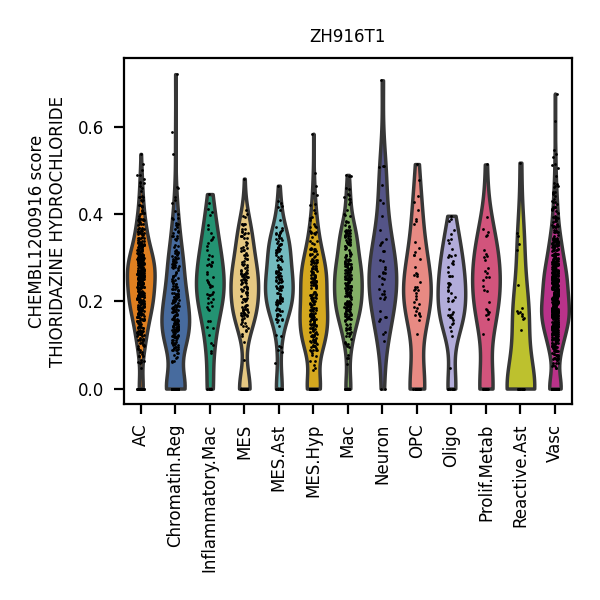 ZH916T1
CHEMBL1200916 score
THIORIDAZINE HYDROCHLORIDE
0.6
0.4
0.2
0.0
AC
Chromatin.Reg
Inflammatory.Mac
MES
MES.Ast
MES.Hyp
Mac
Neuron
OPC
Oligo
Prolif.Metab
Reactive.Ast
Vasc